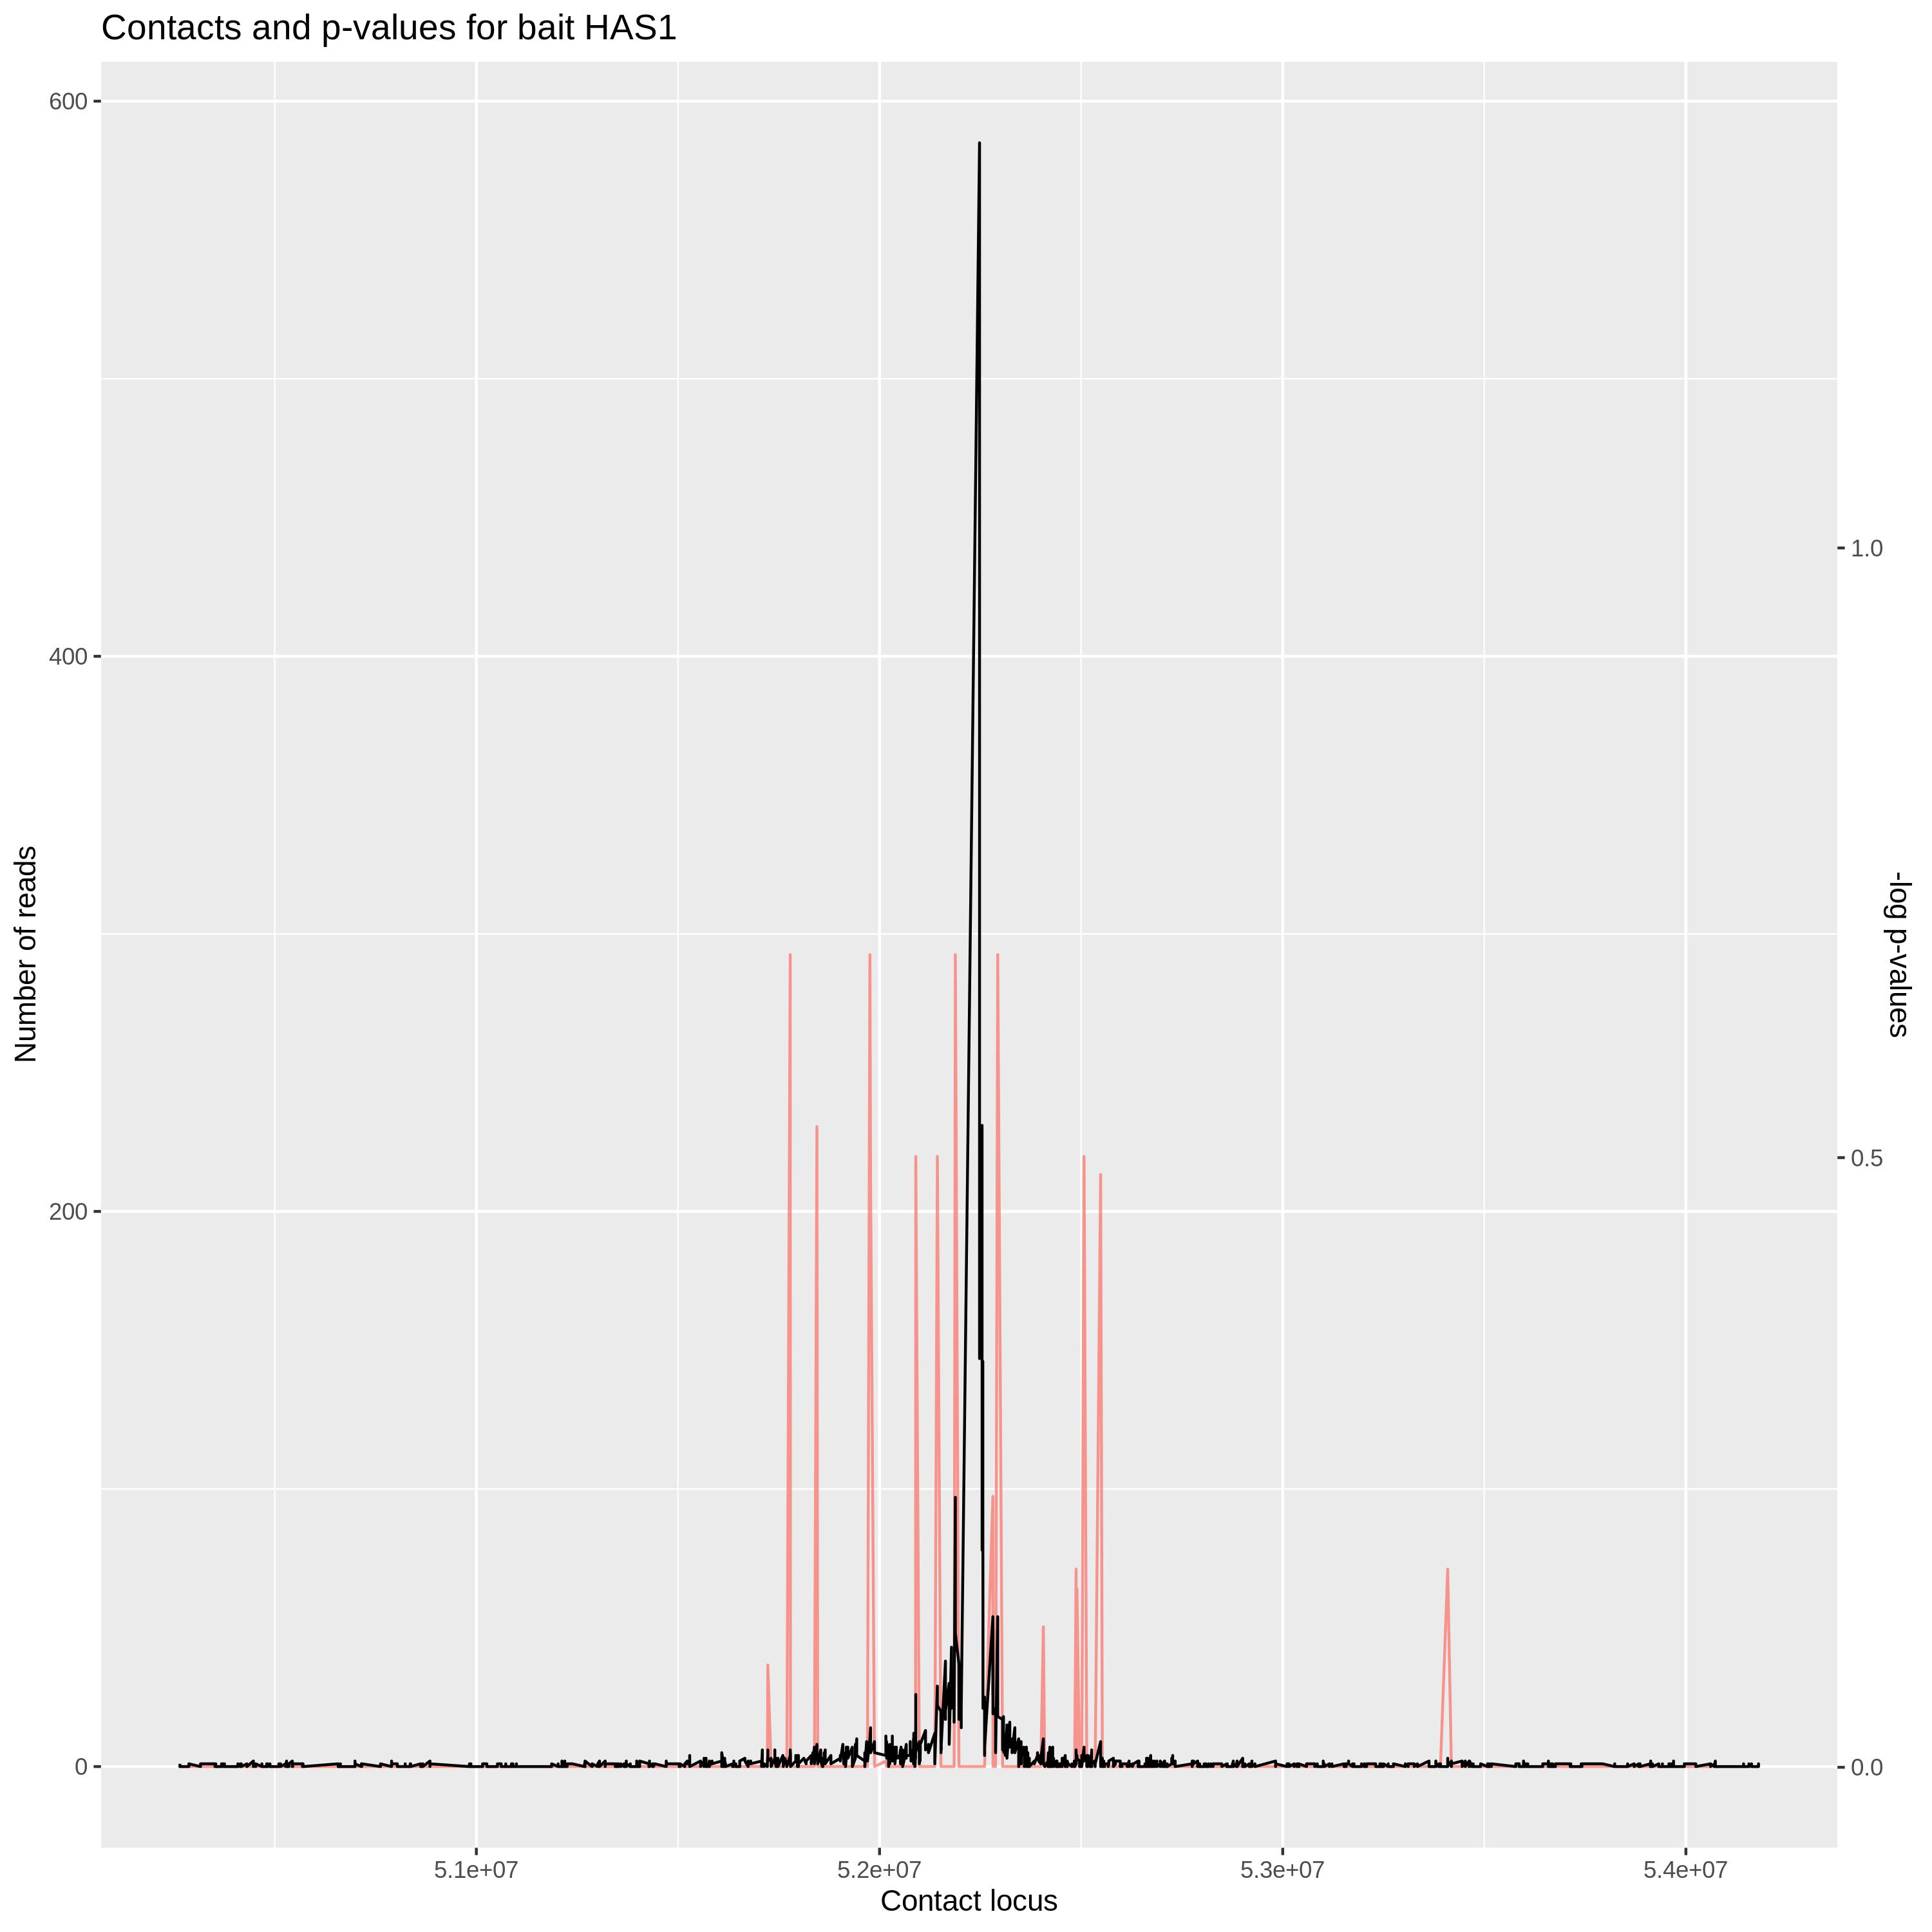 Contacts and p-values for bait HAS1
600
400
200
0
Number of reads
1.0
0.5
0.0
-log p-values
5.1e+07
5.2e+07
5.3e+07
5.4e+07
Contact locus